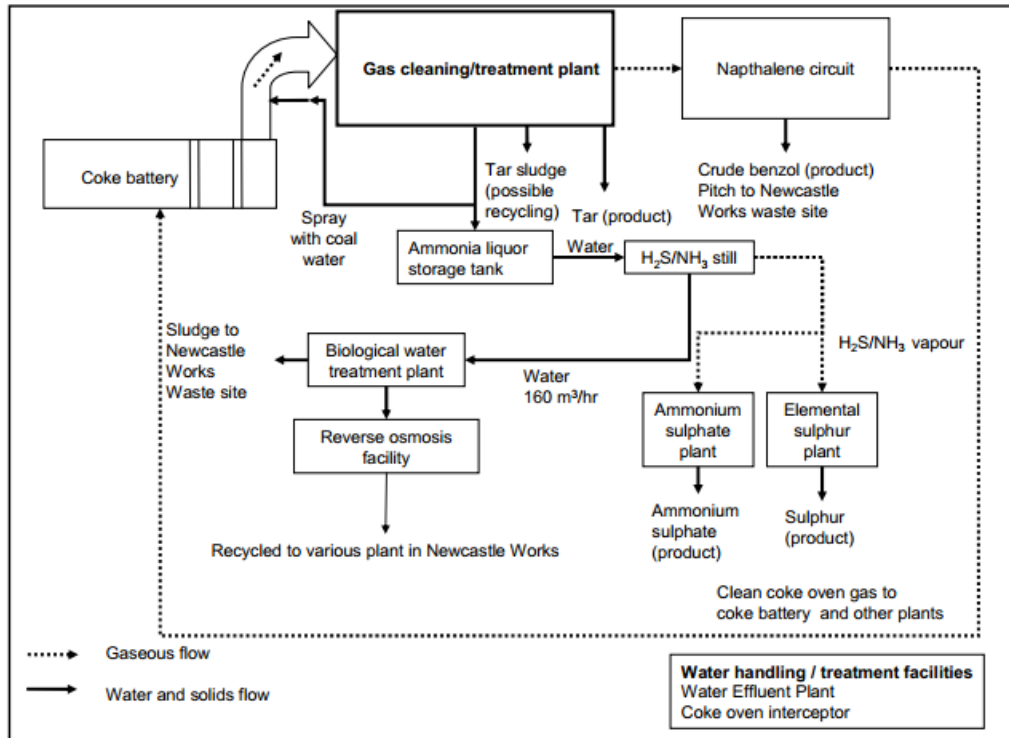 Gas cleaning/treatment plant
Napthalene circuit
Coke battery
Tar sludge
(possible
recycling)
Tar (product)
Crude benzol (product)
Pitch to Newcastle
Works waste site
Spray
with coal
water
Ammonia liquor
storage tank
Water
H₂S/NH₃ still
Sludge to
Newcastle
Works
Waste site
Biological water
treatment plant
Water
160 m³/hr
H₂S/NH₃ vapour
Reverse osmosis
facility
Ammonium
sulphate
plant
Elemental
sulphur
plant
Recycled to various plant in Newcastle Works
Ammonium
sulphate
(product)
Sulphur
(product)
Clean coke oven gas to
coke battery and other plants
Gaseous flow
Water and solids flow
Water handling / treatment facilities
Water Effluent Plant
Coke oven interceptor